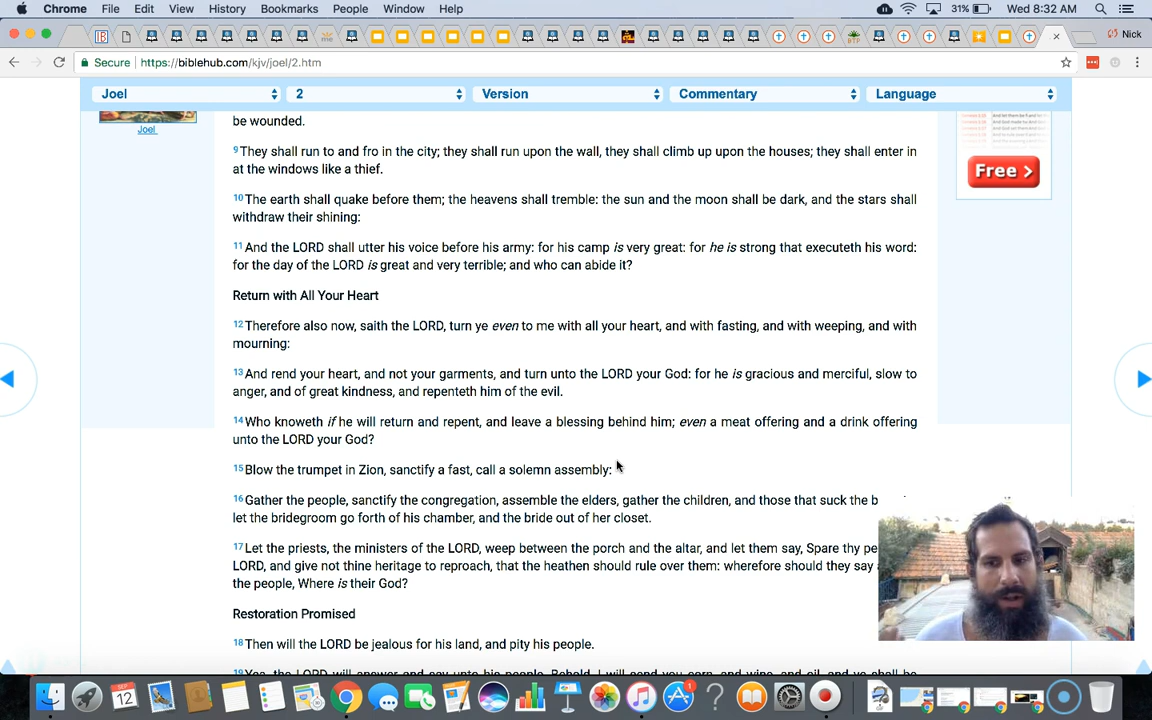 Chrome File Edit View History Bookmarks People Window Help 31% Wed 8:32 AM
Nick
Secure https://biblehub.com/kjv/joel/2.htm
Joel 2 Version Commentary Language
Joel
be wounded.
9They shall run to and fro in the city; they shall run upon the wall, they shall climb up upon the houses; they shall enter in
at the windows like a thief.
10The earth shall quake before them; the heavens shall tremble: the sun and the moon shall be dark, and the stars shall
withdraw their shining:
11And the LORD shall utter his voice before his army: for his camp is very great: for he is strong that executeth his word:
for the day of the LORD is great and very terrible; and who can abide it?
Return with All Your Heart
12Therefore also now, saith the LORD, turn ye even to me with all your heart, and with fasting, and with weeping, and with
mourning:
13And rend your heart, and not your garments, and turn unto the LORD your God: for he is gracious and merciful, slow to
anger, and of great kindness, and repenteth him of the evil.
14Who knoweth if he will return and repent, and leave a blessing behind him; even a meat offering and a drink offering
unto the LORD your God?
15Blow the trumpet in Zion, sanctify a fast, call a solemn assembly:
16Gather the people, sanctify the congregation, assemble the elders, gather the children, and those that suck the b
let the bridegroom go forth of his chamber, and the bride out of her closet.
17Let the priests, the ministers of the LORD, weep between the porch and the altar, and let them say, Spare thy pe
LORD, and give not thine heritage to reproach, that the heathen should rule over them: wherefore should they say
the people, Where is their God?
Restoration Promised
18Then will the LORD be jealous for his land, and pity his people.
Free >
SEP
12
1